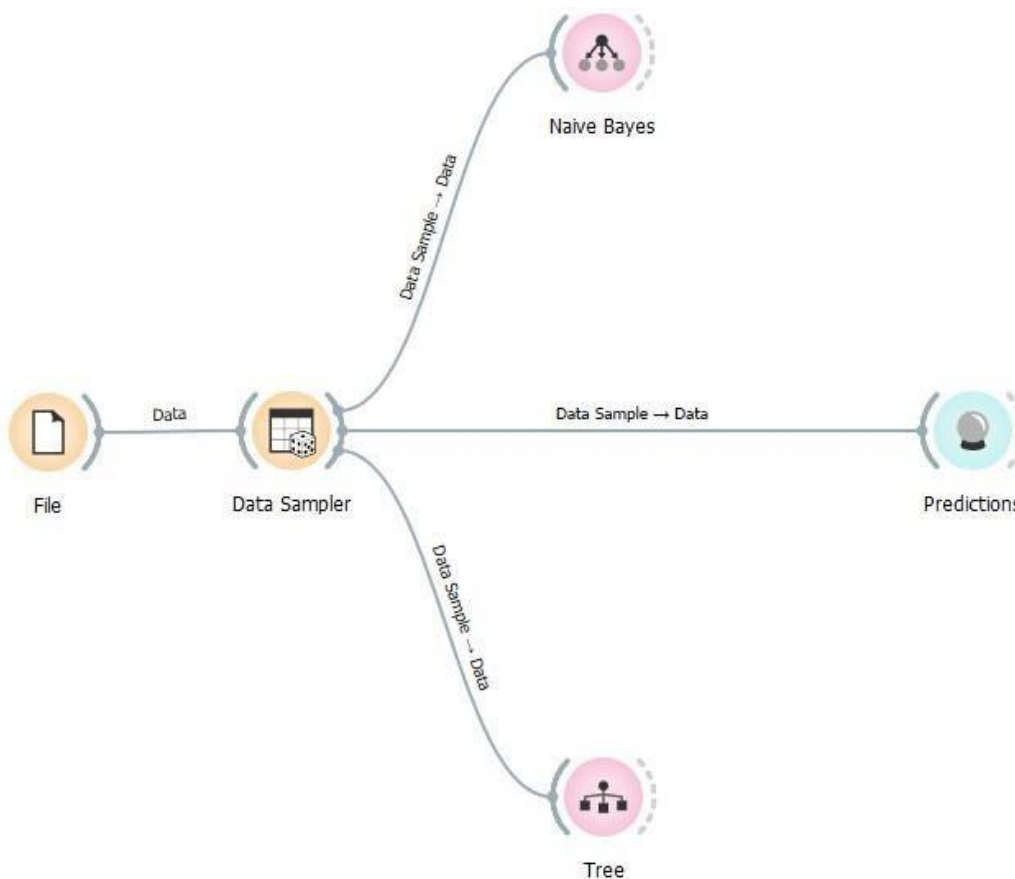 Naive Bayes
Data Sample → Data
Data
Data Sample → Data
File
Data Sampler
Predictions
Data Sample → Data
Tree